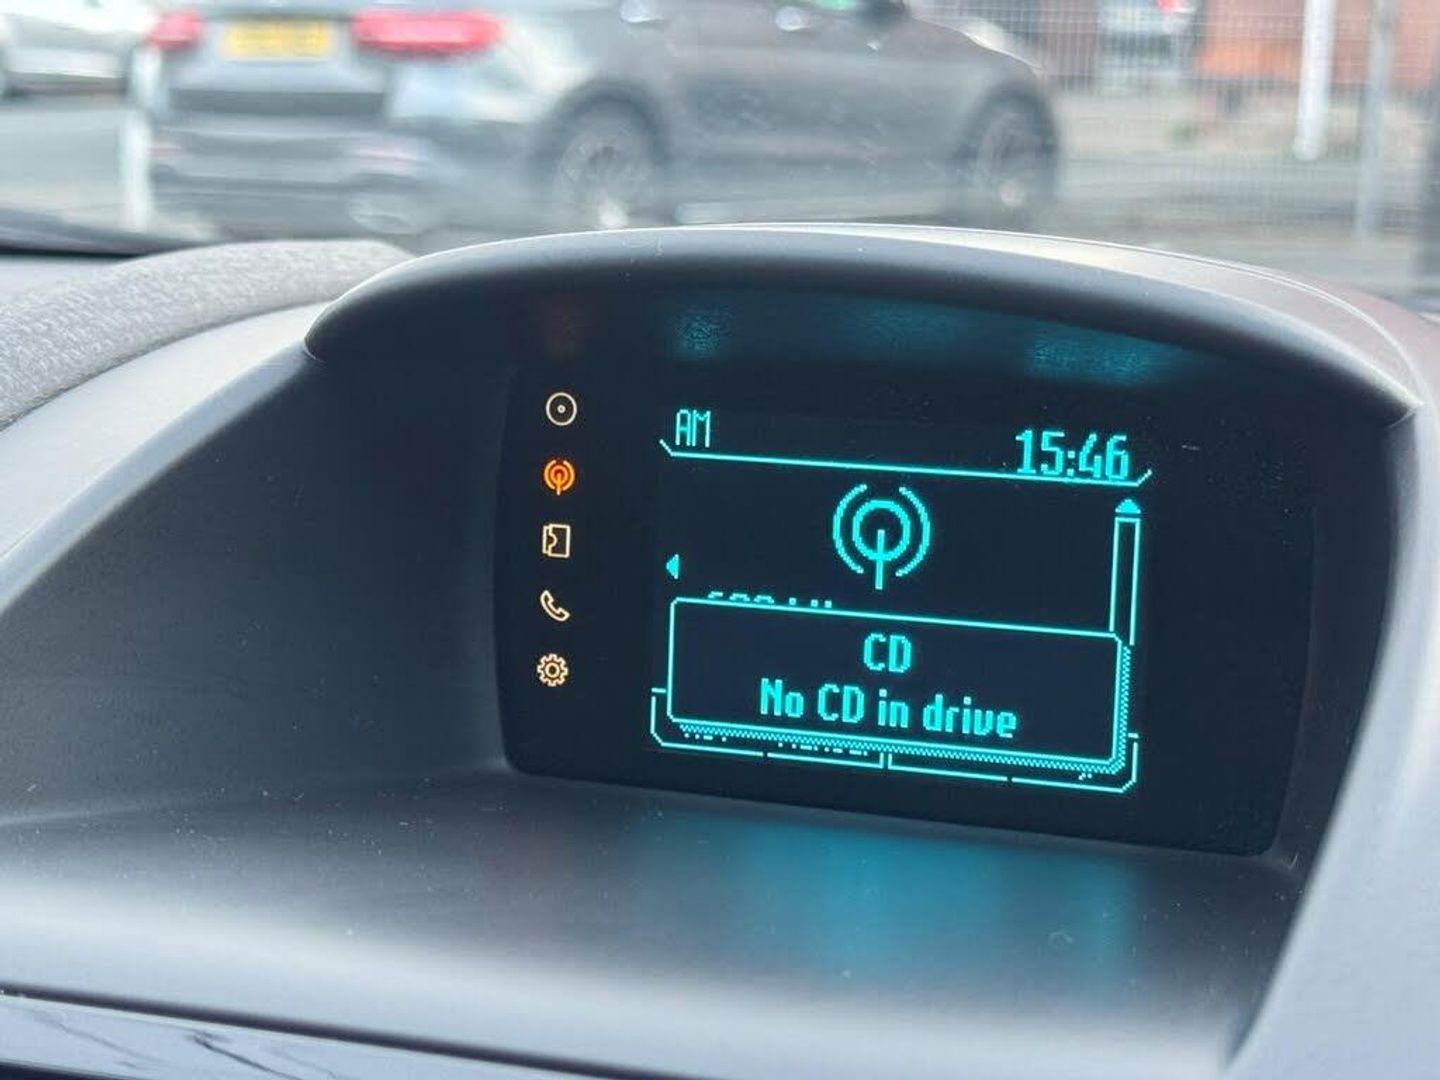 AM
15:46
CD
No CD in drive